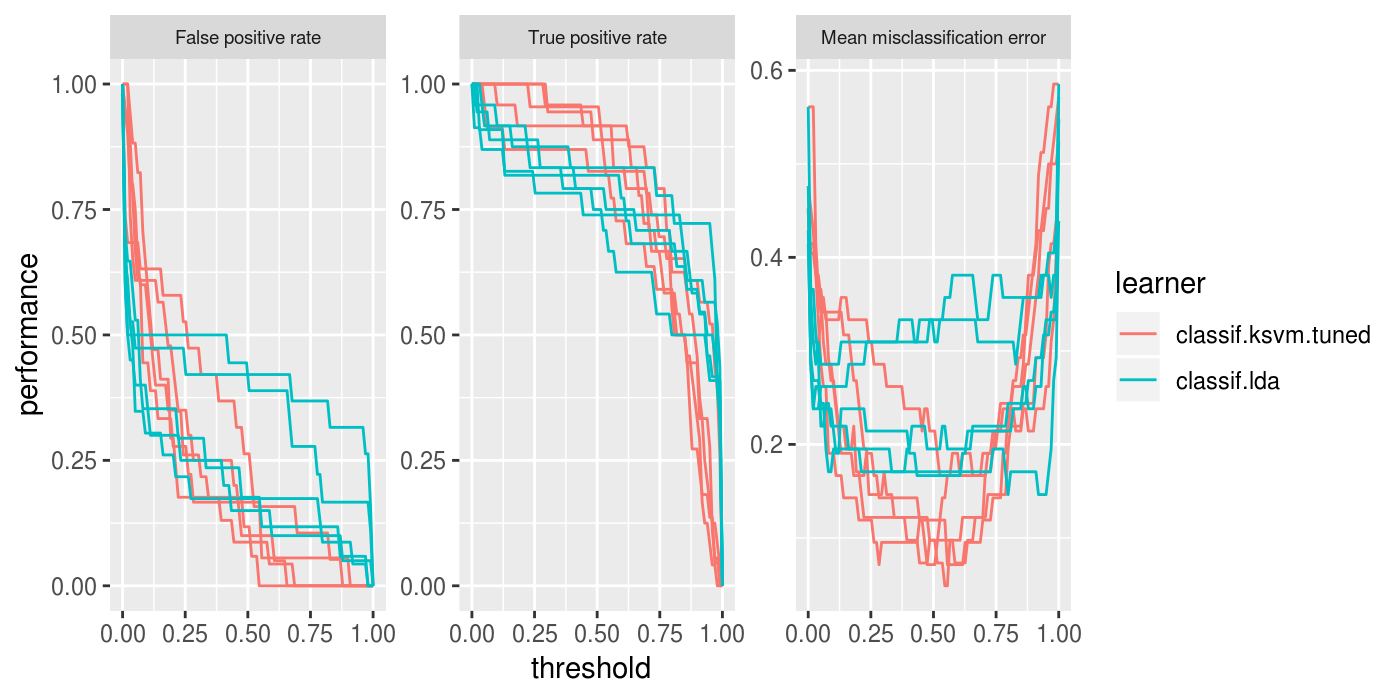 False positive rate
True positive rate
Mean misclassification error
performance
1.00
0.75
0.50
0.25
0.00
1.00
0.75
0.50
0.25
0.00
0.6
0.4
0.2
0.00 0.25 0.50 0.75 1.00
0.00 0.25 0.50 0.75 1.00
0.00 0.25 0.50 0.75 1.00
threshold
learner
classif.ksvm.tuned
classif.lda